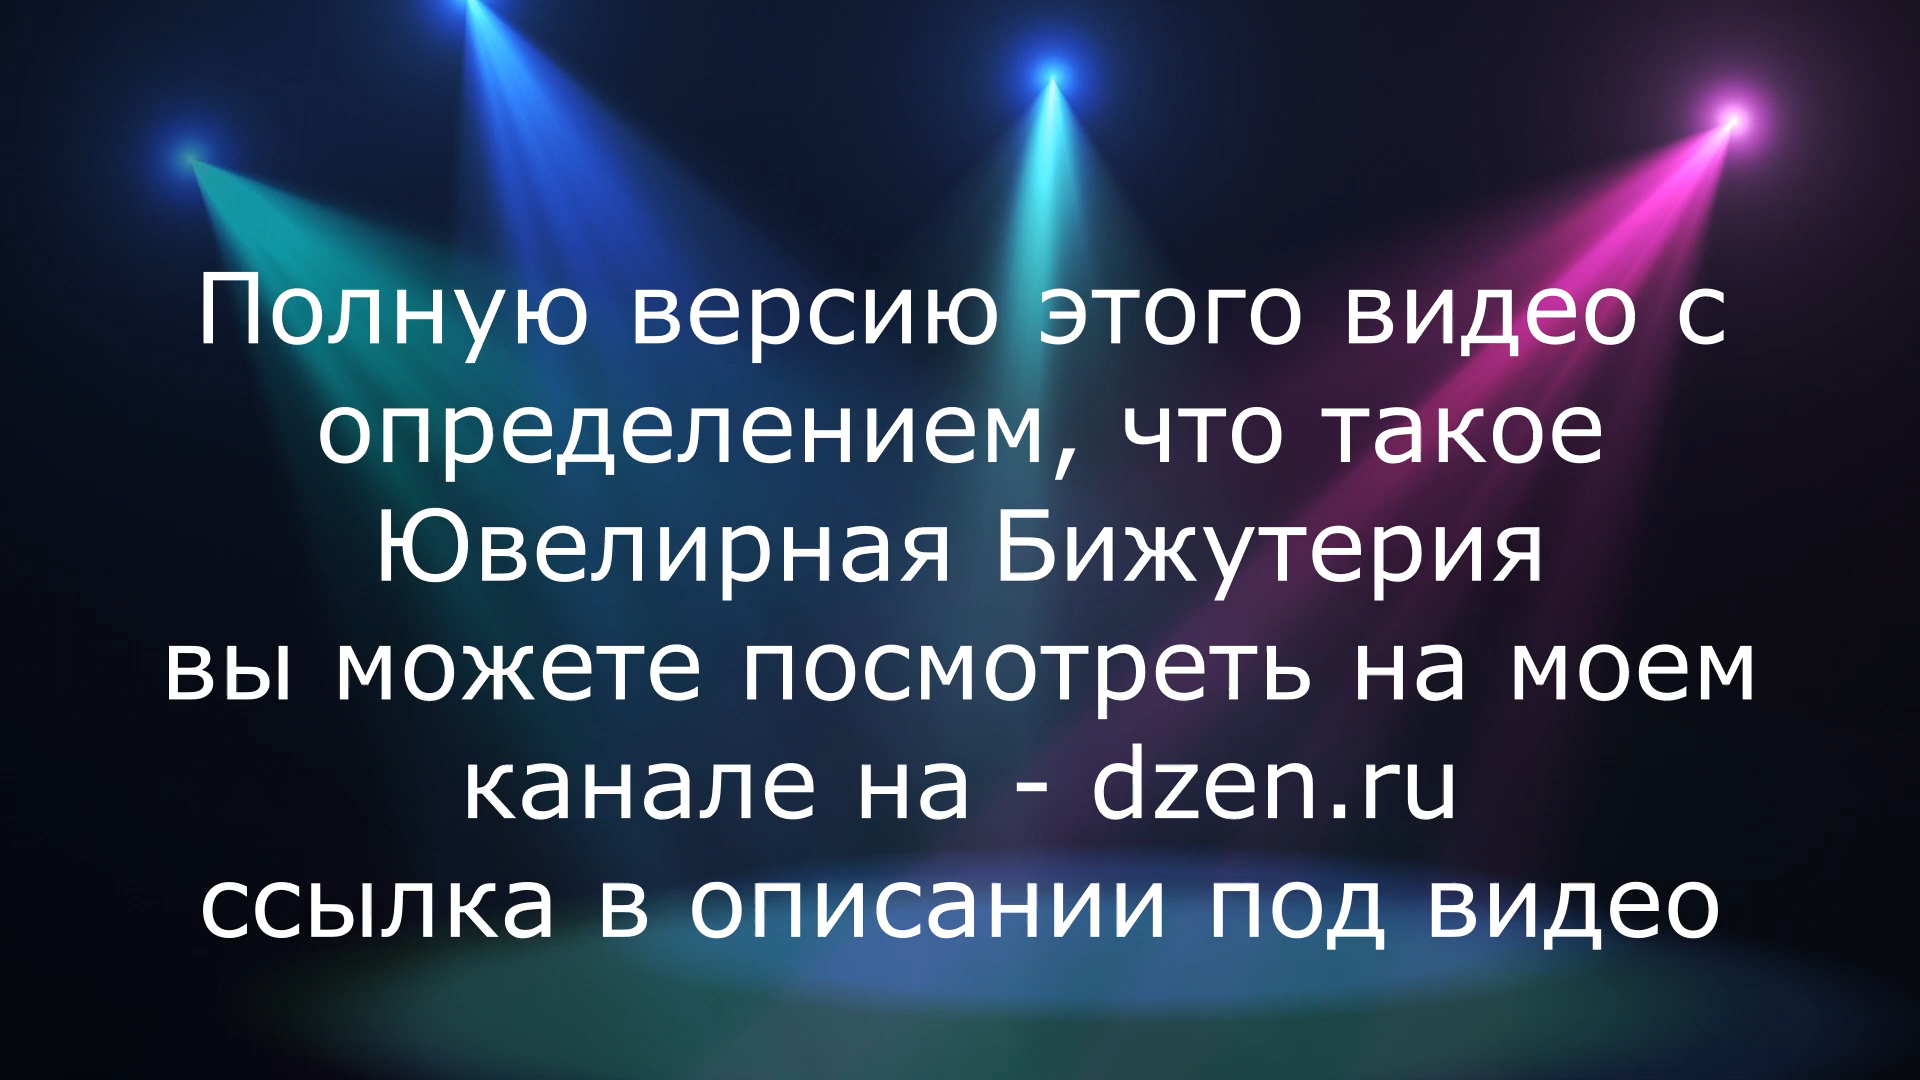 Полную версию этого видео с
определением, что такое
Ювелирная Бижутерия
вы можете посмотреть на моем
канале на - dzen.ru
ссылка в описании под видео